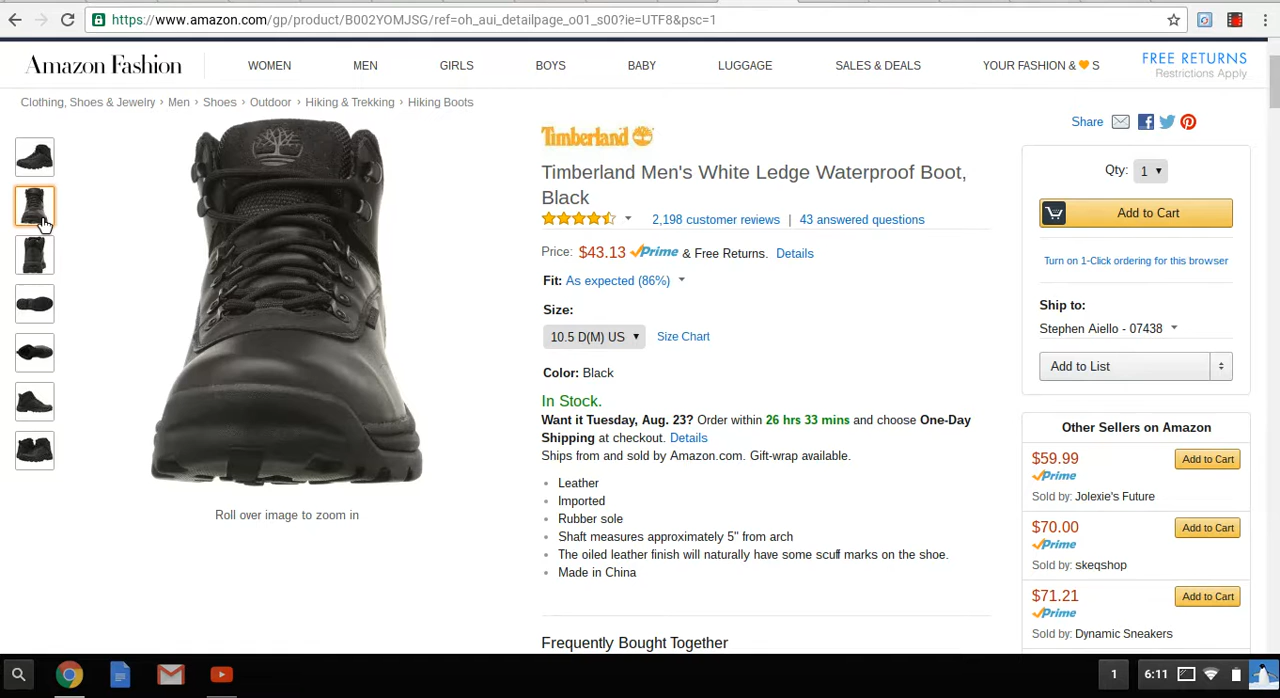 https://www.amazon.com/gp/product/B002YOMJSG/ref=oh_aui_detailpage_o01_s00?ie=UTF8&psc=1
Amazon Fashion
WOMEN MEN GIRLS BOYS BABY LUGGAGE SALES & DEALS YOUR FASHION & S
FREE RETURNS
Restrictions Apply
Clothing, Shoes & Jewelry › Men › Shoes › Outdoor › Hiking & Trekking › Hiking Boots
Timberland
Timberland Men's White Ledge Waterproof Boot,
Black
2,198 customer reviews | 43 answered questions
Price: $43.13 Prime & Free Returns. Details
Fit: As expected (86%)
Size:
10.5 D(M) US Size Chart
Color: Black
In Stock.
Want it Tuesday, Aug. 23? Order within 26 hrs 33 mins and choose One-Day
Shipping at checkout. Details
Ships from and sold by Amazon.com. Gift-wrap available.
Leather
Imported
Rubber sole
Shaft measures approximately 5" from arch
The oiled leather finish will naturally have some scuff marks on the shoe.
Made in China
Frequently Bought Together
Roll over image to zoom in
Share
Qty: 1
Add to Cart
Turn on 1-Click ordering for this browser
Ship to:
Stephen Aiello - 07438
Add to List
Other Sellers on Amazon
$59.99 Add to Cart
Prime
Sold by: Jolexie's Future
$70.00 Add to Cart
Prime
Sold by: skeqshop
$71.21 Add to Cart
Prime
Sold by: Dynamic Sneakers
1 6:11